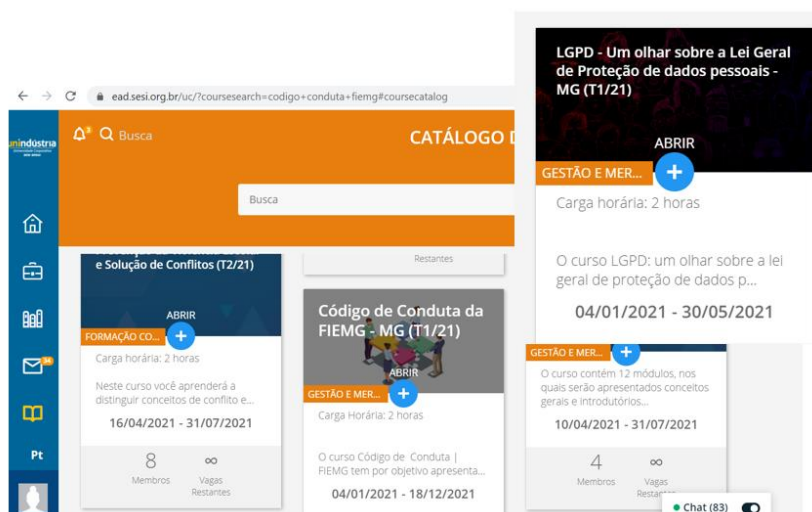 ead.sesi.org.br/uc/?coursesearch=codigo+conduta+fiemg#coursecatalog
unindústria
3
Busca
CATÁLOGO D
Busca
34
Pt
e Solução de Conflitos (T2/21)
ABRIR
FORMAÇÃO CO...
Carga horária: 2 horas
Neste curso você aprenderá a
distinguir conceitos de conflito e...
16/04/2021 - 31/07/2021
8
∞
Membros
Vagas
Restantes
Restantes
Código de Conduta da
FIEMG - MG (T1/21)
ABRIR
GESTÃO E MER...
Carga Horária: 2 horas
O curso Código de Conduta |
FIEMG tem por objetivo apresenta...
04/01/2021 - 18/12/2021
LGPD - Um olhar sobre a Lei Geral
de Proteção de dados pessoais -
MG (T1/21)
ABRIR
GESTÃO E MER...
Carga horária: 2 horas
O curso LGPD: um olhar sobre a lei
geral de proteção de dados p...
04/01/2021 - 30/05/2021
GESTÃO E MER...
O curso contém 12 módulos, nos
quais serão apresentados conceitos
gerais e introdutórios...
10/04/2021 - 31/07/2021
4
∞
Membros
Vagas
Chat (83)